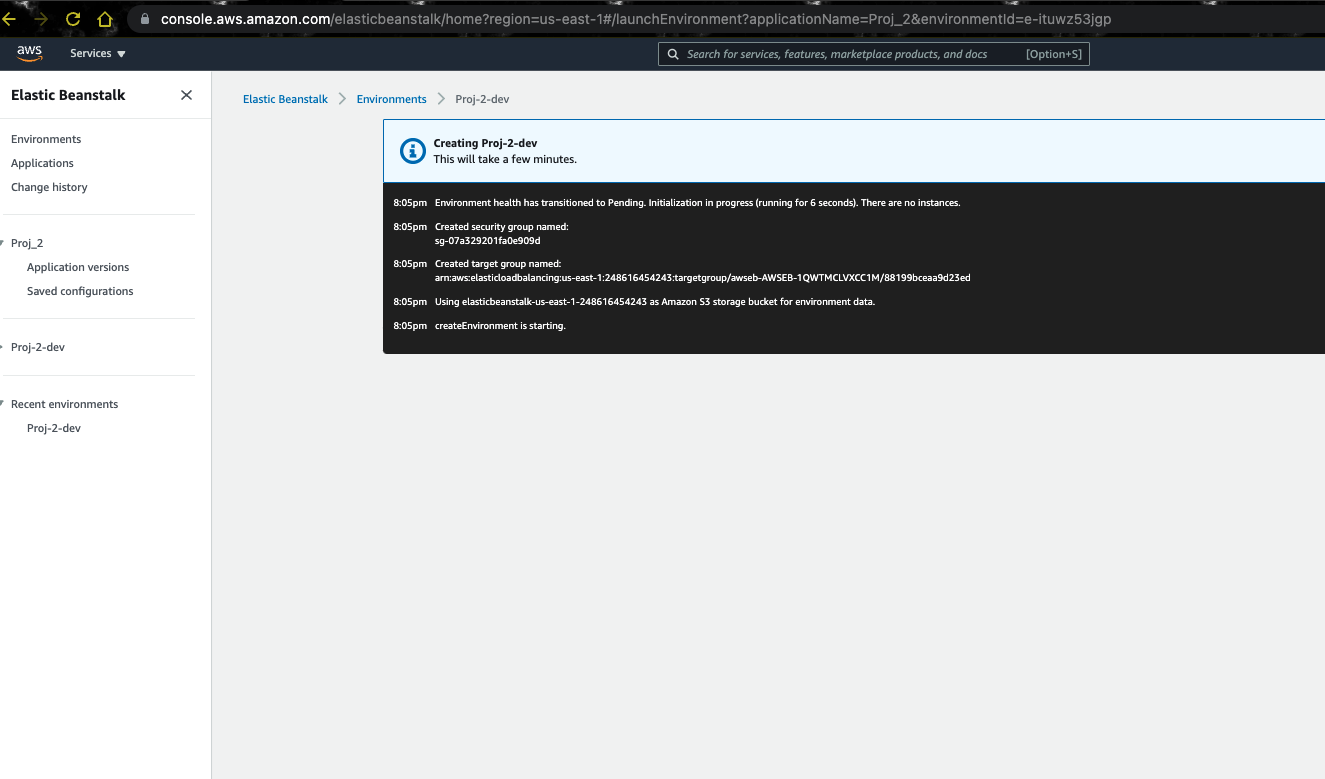 console.aws.amazon.com/elasticbeanstalk/home?region=us-east-1#/launchEnvironment?applicationName=Proj_2&environmentId=e-ituwz53jgp
aws Services Search for services, features, marketplace products, and docs [Option+S]
Elastic Beanstalk
Environments
Applications
Change history
Proj_2
Application versions
Saved configurations
Proj-2-dev
Recent environments
Proj-2-dev
Elastic Beanstalk Environments Proj-2-dev
Creating Proj-2-dev
This will take a few minutes.
8:05pm Environment health has transitioned to Pending. Initialization in progress (running for 6 seconds). There are no instances.
8:05pm Created security group named:
sg-07a329201fa0e909d
8:05pm Created target group named:
arn:aws:elasticloadbalancing:us-east-1:248616454243:targetgroup/awseb-AWSEB-1QWTMCLVXCC1M/88199bceaa9d23ed
8:05pm Using elasticbeanstalk-us-east-1-248616454243 as Amazon S3 storage bucket for environment data.
8:05pm createEnvironment is starting.